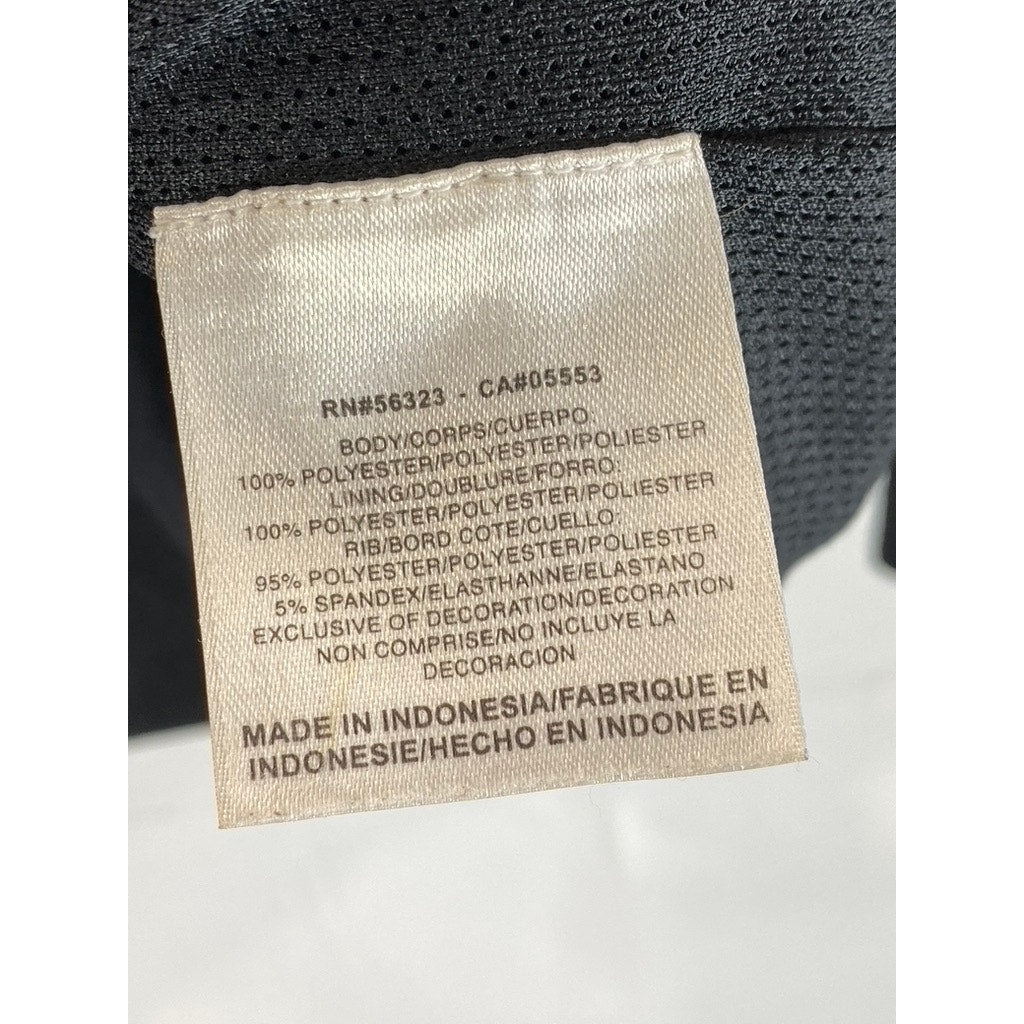 RN#56323 - CA#05553
BODY/CORPS/CUERPO:
100% POLYESTER/POLYESTER/POLIESTER
LINING/DOUBLURE/FORRO:
100% POLYESTER/POLYESTER/POLIESTER
RIB/BORD COTE/CUELLO:
95% POLYESTER/POLYESTER/POLIESTER
5% SPANDEX/ELASTHANNE/ELASTANO
EXCLUSIVE OF DECORATION/DECORATION
NON COMPRISE/NO INCLUYE LA
DECORACION
MADE IN INDONESIA/FABRIQUE EN
INDONESIE/HECHO EN INDONESIA